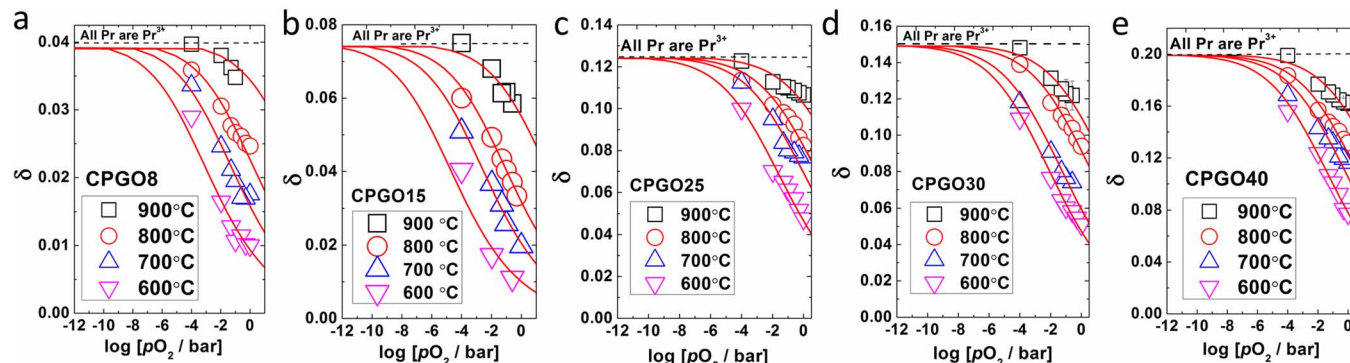 a
0.04
0.03
0.02
0.01
0.00
δ
All Pr are Pr³⁺
CPGO8
900°C
800°C
700°C
600°C
-12 -10 -8 -6 -4 -2 0
log [pO₂ / bar]
b
0.08
0.06
0.04
0.02
0.00
δ
All Pr are Pr³⁺
CPGO15
900 °C
800 °C
700 °C
600 °C
-12 -10 -8 -6 -4 -2 0
log [pO₂ / bar]
c
0.14
0.12
0.10
0.08
0.06
0.04
0.02
0.00
δ
All Pr are Pr³⁺
CPGO25
900°C
800°C
700°C
600°C
-12 -10 -8 -6 -4 -2 0
log [pO₂ / bar]
d
0.16
0.14
0.12
0.10
0.08
0.06
0.04
0.02
0.00
δ
All Pr are Pr³⁺
CPGO30
900°C
800°C
700°C
600°C
-12 -10 -8 -6 -4 -2 0
log [pO₂ / bar]
e
0.20
0.16
0.12
0.08
0.04
0.00
δ
All Pr are Pr³⁺
CPGO40
900°C
800°C
700°C
600°C
-12 -10 -8 -6 -4 -2 0
log [pO₂ / bar]